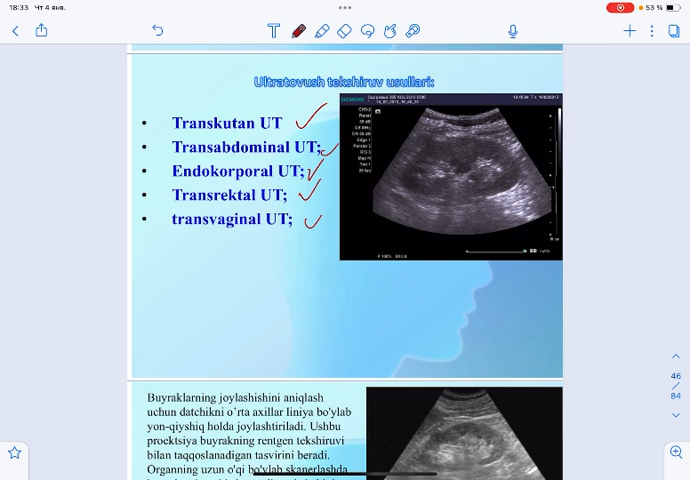 18:33 Чт 4 янв.
53 %
Ultratovush tekshiruv usullari:
• Transkutan UT
• Transabdominal UT;
• Endokorporal UT;
• Transrektal UT;
• transvaginal UT;
SIEMENS
46
/
84
Buyraklarning joylashishini aniqlash
uchun datchikni o’rta axillar liniya bo'ylab
yon-qiyshiq holda joylashtiriladi. Ushbu
proektsiya buyrakning rentgen tekshiruvi
bilan taqqoslanadigan tasvirini beradi.
Organning uzun o'qi bo'ylab skanerlashda